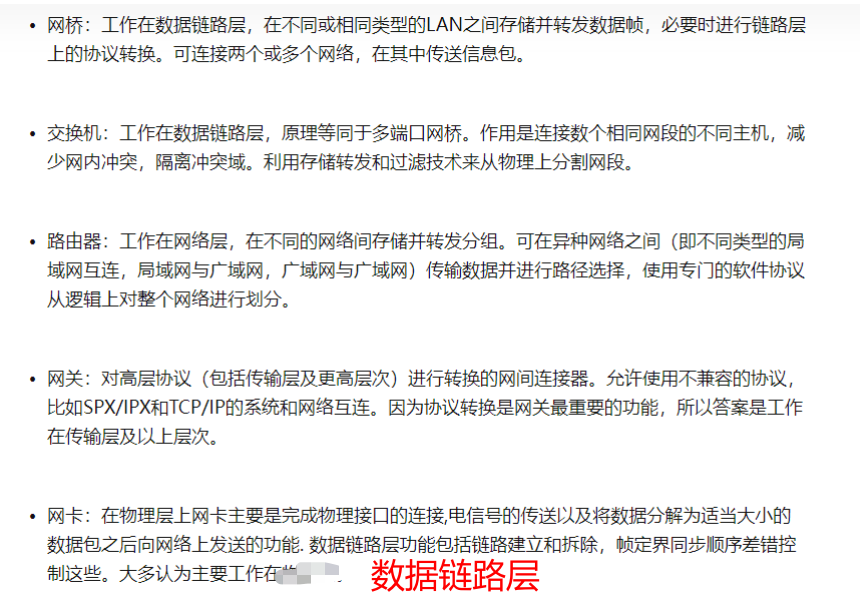 • 网桥：工作在数据链路层，在不同或相同类型的LAN之间存储并转发数据帧，必要时进行链路层
上的协议转换。可连接两个或多个网络，在其中传送信息包。
• 交换机：工作在数据链路层，原理等同于多端口网桥。作用是连接数个相同网段的不同主机，减
少网内冲突，隔离冲突域。利用存储转发和过滤技术来从物理上分割网段。
• 路由器：工作在网络层，在不同的网络间存储并转发分组。可在异种网络之间（即不同类型的局
域网互连，局域网与广域网，广域网与广域网）传输数据并进行路径选择，使用专门的软件协议
从逻辑上对整个网络进行划分。
• 网关：对高层协议（包括传输层及更高层次）进行转换的网间连接器。允许使用不兼容的协议，
比如SPX/IPX和TCP/IP的系统和网络互连。因为协议转换是网关最重要的功能，所以答案是工作
在传输层及以上层次。
• 网卡：在物理层上网卡主要是完成物理接口的连接,电信号的传送以及将数据分解为适当大小的
数据包之后向网络上发送的功能. 数据链路层功能包括链路建立和拆除，帧定界同步顺序差错控
制这些。大多认为主要工作在 数据链路层